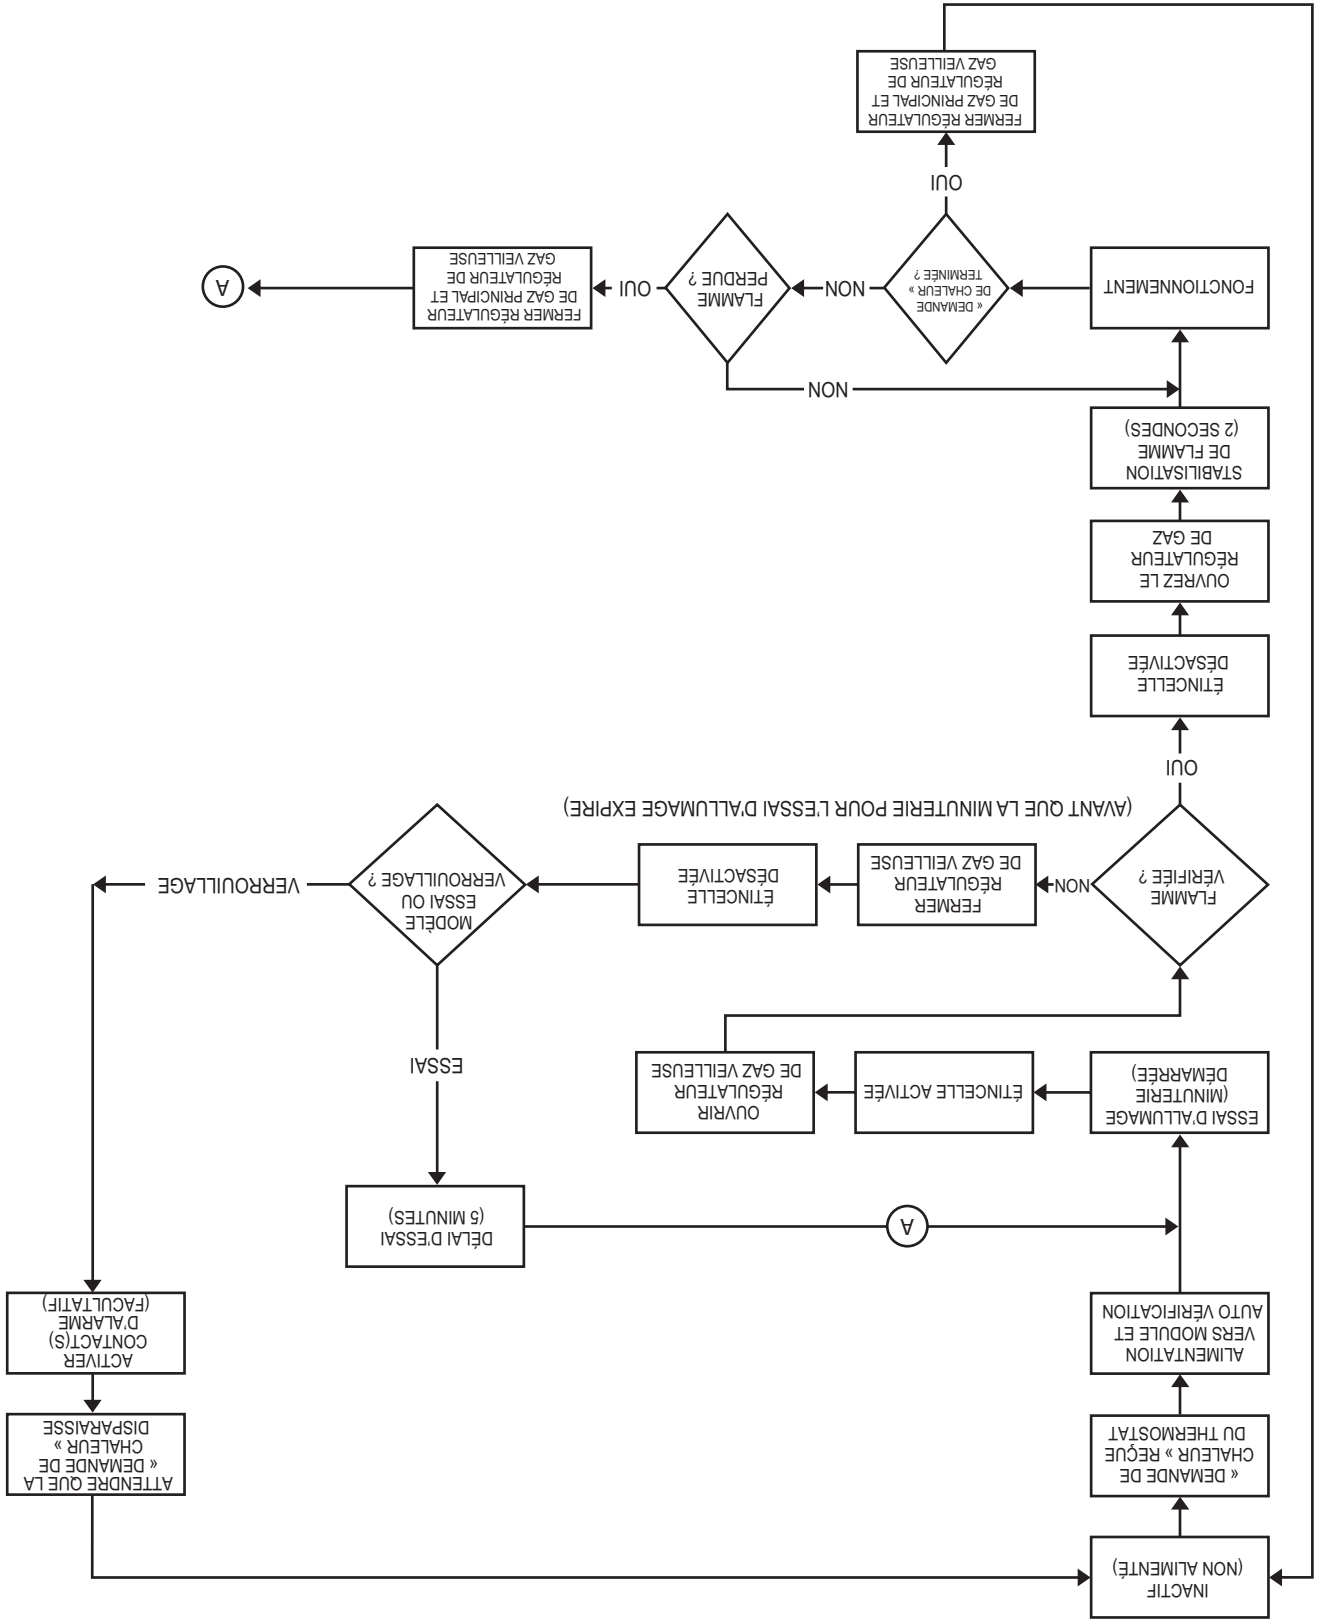 INACTIF
(NON ALIMENTÉ)
« DEMANDE DE
CHALEUR » REÇUE
DU THERMOSTAT
ALIMENTATION
VERS MODULE ET
AUTO VÉRIFICATION
ESSAI D'ALLUMAGE
(MINUTERIE
DÉMARRÉE)
ÉTINCELLE ACTIVÉE
OUVRIR
RÉGULATEUR
DE GAZ VEILLEUSE
FLAMME
VÉRIFIÉE ?
NON
FERMER
RÉGULATEUR
DE GAZ VEILLEUSE
ÉTINCELLE
DÉSACTIVÉE
(AVANT QUE LA MINUTERIE POUR L'ESSAI D'ALLUMAGE EXPIRE)
MODÈLE
ESSAI OU
VERROUILLAGE ?
ESSAI
DÉLAI D'ESSAI
(5 MINUTES)
A
VERROUILLAGE
ACTIVER
CONTACT(S)
D'ALARME
(FACULTATIF)
ATTENDRE QUE LA
« DEMANDE DE
CHALEUR »
DISPARAISSE
OUI
ÉTINCELLE
DÉSACTIVÉE
OUVREZ LE
RÉGULATEUR
DE GAZ
STABILISATION
DE FLAMME
(2 SECONDES)
FONCTIONNEMENT
« DEMANDE
DE CHALEUR »
TERMINÉE ?
OUI
FERMER RÉGULATEUR
DE GAZ PRINCIPAL ET
RÉGULATEUR DE
GAZ VEILLEUSE
NON
FLAMME
PERDUE ?
NON
OUI
FERMER RÉGULATEUR
DE GAZ PRINCIPAL ET
RÉGULATEUR DE
GAZ VEILLEUSE
A